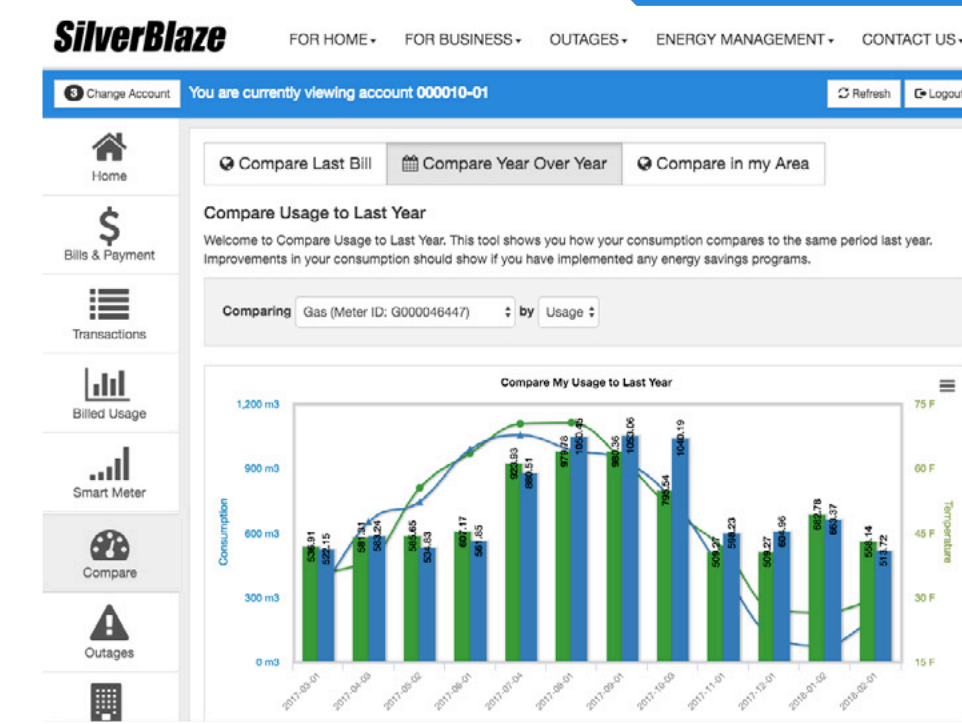 SilverBlaze
FOR HOME FOR BUSINESS OUTAGES ENERGY MANAGEMENT CONTACT US
3 Change Account You are currently viewing account 000010-01 Refresh Logout
Home
Bills & Payment
Transactions
Billed Usage
Smart Meter
Compare
Outages
Compare Last Bill Compare Year Over Year Compare in my Area
Compare Usage to Last Year
Welcome to Compare Usage to Last Year. This tool shows you how your consumption compares to the same period last year.
Improvements in your consumption should show if you have implemented any energy savings programs.
Comparing Gas (Meter ID: G000046447) by Usage
Compare My Usage to Last Year
1,200 m3 75 F
900 m3 60 F
600 m3 45 F
300 m3 30 F
0 m3 15 F
Consumption
Temperature
536.91 522.15 581.31 583.24 585.65 534.83 607.17 561.85 923.93 880.51 979.78 1050.45 980.36 1053.06 795.54 1040.19 509.27 598.23 509.27 604.96 682.78 663.37 558.14 513.72
2017-03-01 2017-04-03 2017-05-02 2017-06-01 2017-07-04 2017-08-01 2017-09-01 2017-10-03 2017-11-01 2017-12-01 2018-01-02 2018-02-01